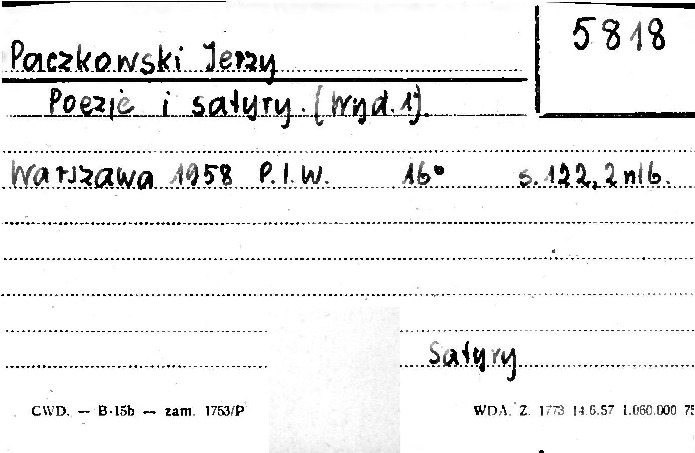 5818
Paczkowski Jerzy
Poezje i satyry. [Wyd. 1].
Warszawa 1958 P.I.W. 16° s. 122, 2 nlb.
Satyry
CWD. — B-15b — zam. 1753/P
WDA. Z. 1773 14.6.57 1.060.000 75